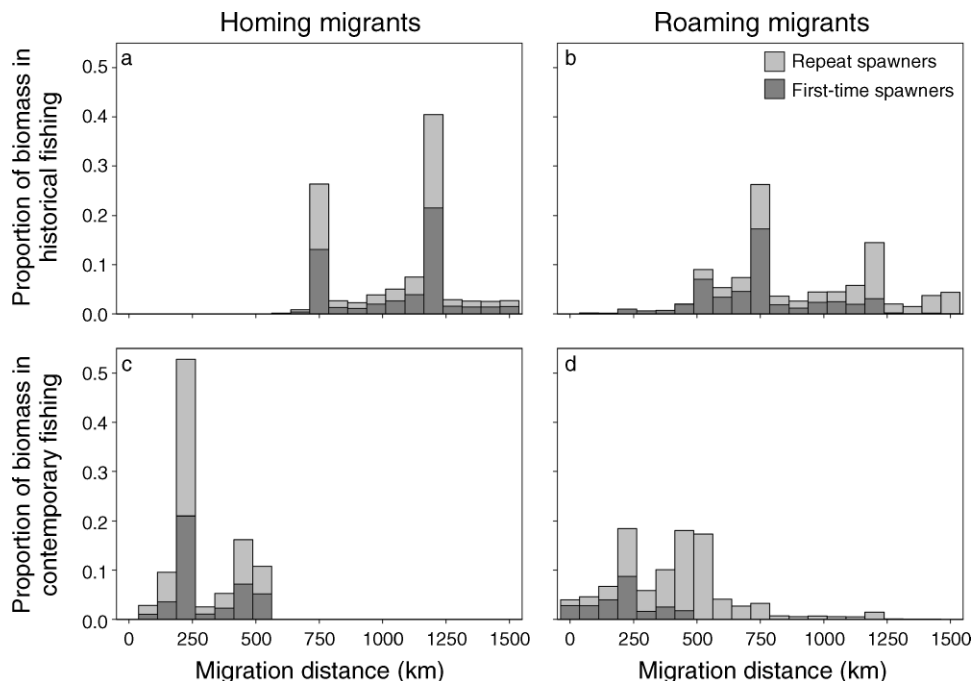 Homing migrants
Roaming migrants
Proportion of biomass in
historical fishing
a
b
Repeat spawners
First-time spawners
0.5
0.4
0.3
0.2
0.1
0.0
Proportion of biomass in
contemporary fishing
c
d
0.5
0.4
0.3
0.2
0.1
0.0
0 250 500 750 1000 1250 1500
0 250 500 750 1000 1250 1500
Migration distance (km)
Migration distance (km)